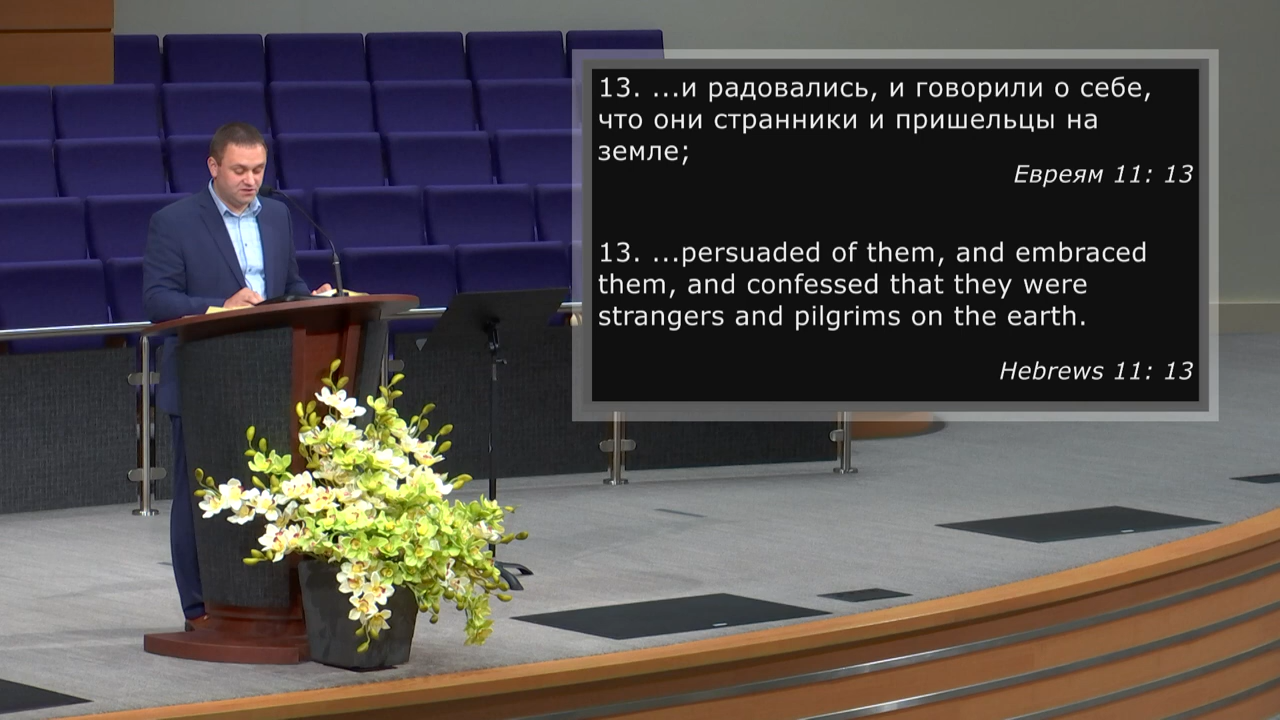 13. ...и радовались, и говорили о себе,
что они странники и пришельцы на
земле;
Евреям 11: 13
13. ...persuaded of them, and embraced
them, and confessed that they were
strangers and pilgrims on the earth.
Hebrews 11: 13